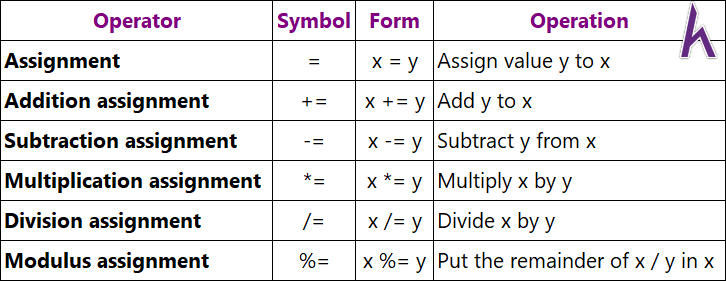 Operator Symbol Form Operation
Assignment = x = y Assign value y to x
Addition assignment += x += y Add y to x
Subtraction assignment -= x -= y Subtract y from x
Multiplication assignment *= x *= y Multiply x by y
Division assignment /= x /= y Divide x by y
Modulus assignment %= x %= y Put the remainder of x / y in x